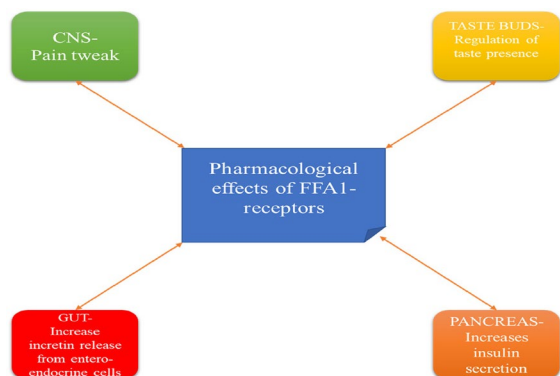 CNS-
Pain tweak
TASTE BUDS-
Regulation of
taste presence
Pharmacological
effects of FFA1-
receptors
GUT-
Increase
incretin release
from entero-
endocrine cells
PANCREAS-
Increases
insulin
secretion